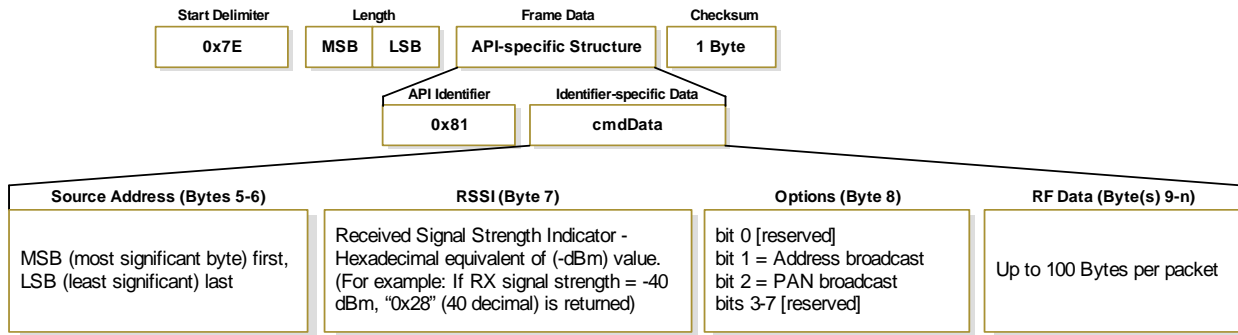 Start Delimiter
Length
Frame Data
Checksum
0x7E
MSB
LSB
API-specific Structure
1 Byte
API Identifier
Identifier-specific Data
0x81
cmdData
Source Address (Bytes 5-6)
MSB (most significant byte) first,
LSB (least significant) last
RSSI (Byte 7)
Received Signal Strength Indicator -
Hexadecimal equivalent of (-dBm) value.
(For example: If RX signal strength = -40
dBm, “0x28” (40 decimal) is returned)
Options (Byte 8)
bit 0 [reserved]
bit 1 = Address broadcast
bit 2 = PAN broadcast
bits 3-7 [reserved]
RF Data (Byte(s) 9-n)
Up to 100 Bytes per packet